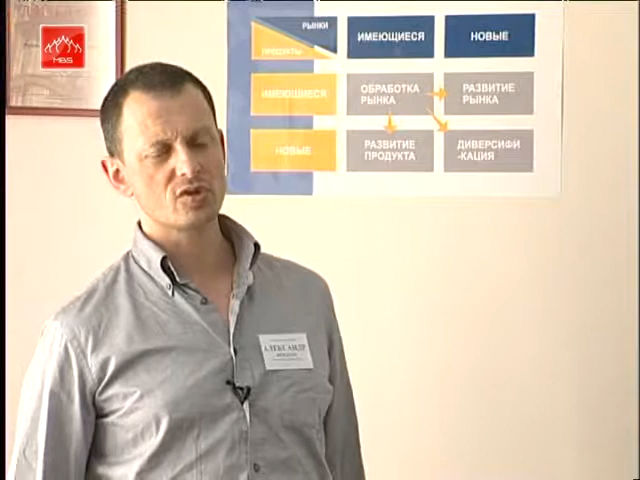 MBS
РЫНКИ
ПРОДУКТЫ
ИМЕЮЩИЕСЯ
НОВЫЕ
ИМЕЮЩИЕСЯ
ОБРАБОТКА
РЫНКА
РАЗВИТИЕ
РЫНКА
НОВЫЕ
РАЗВИТИЕ
ПРОДУКТА
ДИВЕРСИФИ
-КАЦИЯ
АЛЕКСАНДР